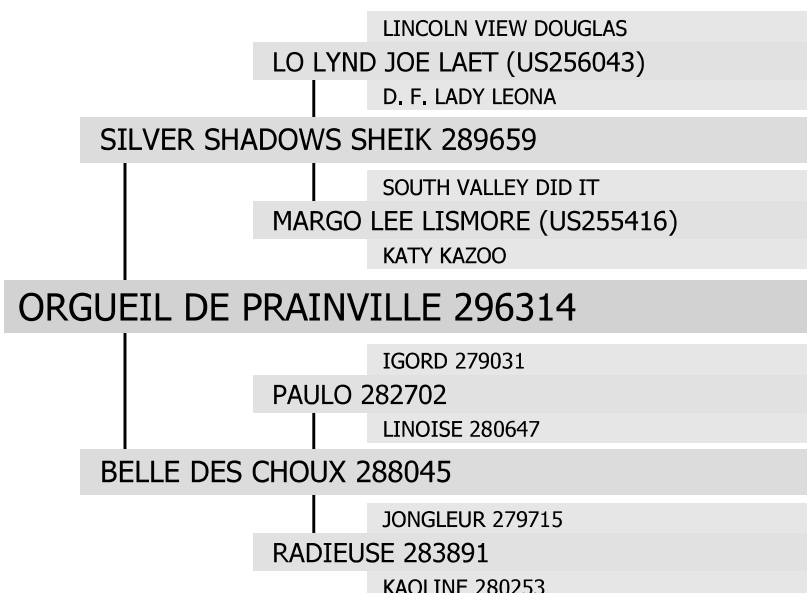 LINCOLN VIEW DOUGLAS
LO LYND JOE LAET (US256043)
D. F. LADY LEONA
SILVER SHADOWS SHEIK 289659
SOUTH VALLEY DID IT
MARGO LEE LISMORE (US255416)
KATY KAZOO
ORGUEIL DE PRAINVILLE 296314
IGORD 279031
PAULO 282702
LINOISE 280647
BELLE DES CHOUX 288045
JONGLEUR 279715
RADIEUSE 283891
KAOLINE 280253